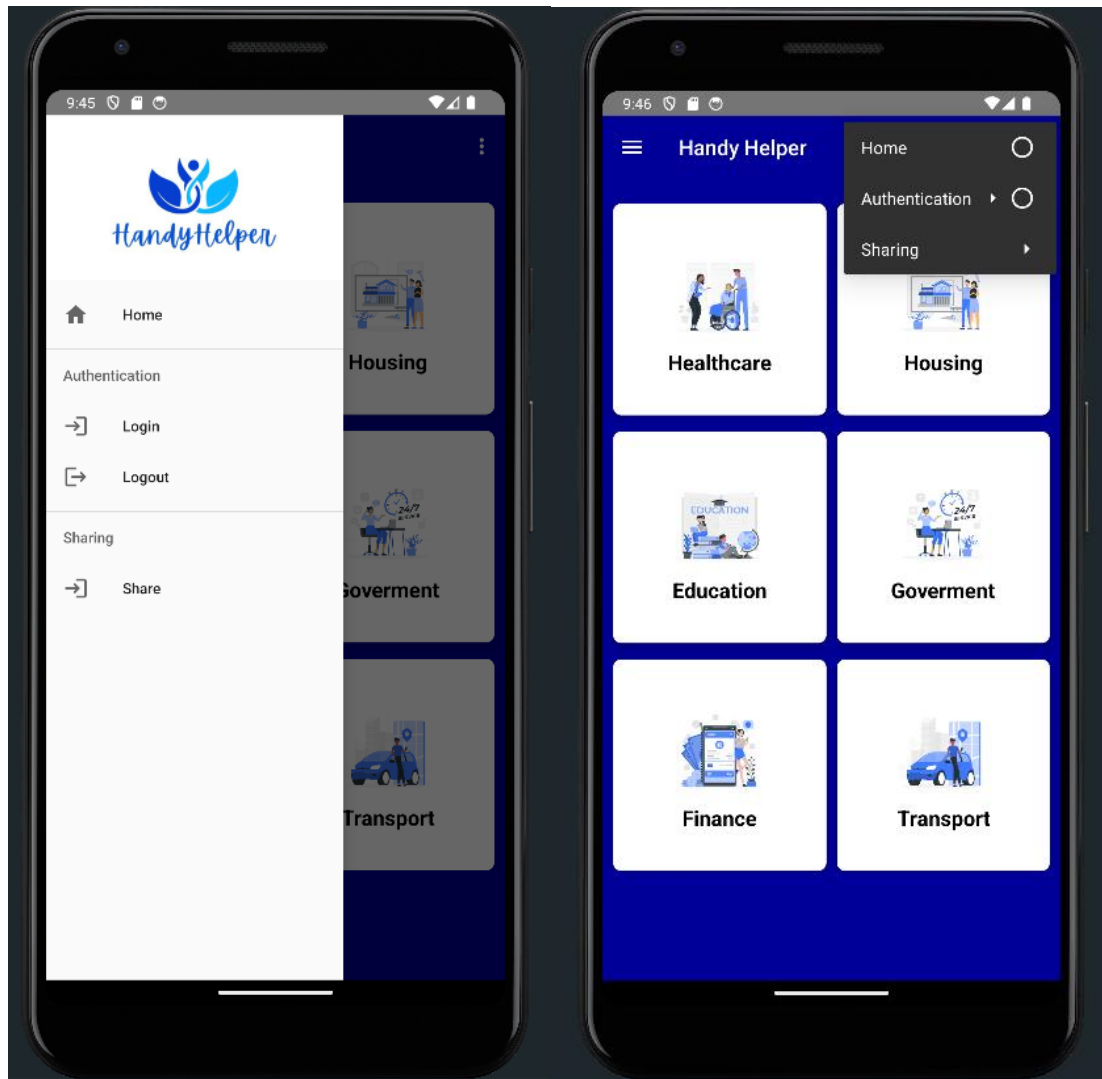 9:45
HandyHelper
Home
Authentication
Login
Logout
Sharing
Share
Housing
Goverment
Transport
9:46
Handy Helper
Home
Authentication
Sharing
Healthcare
Housing
EDUCATION
24/7
Education
Goverment
Finance
Transport